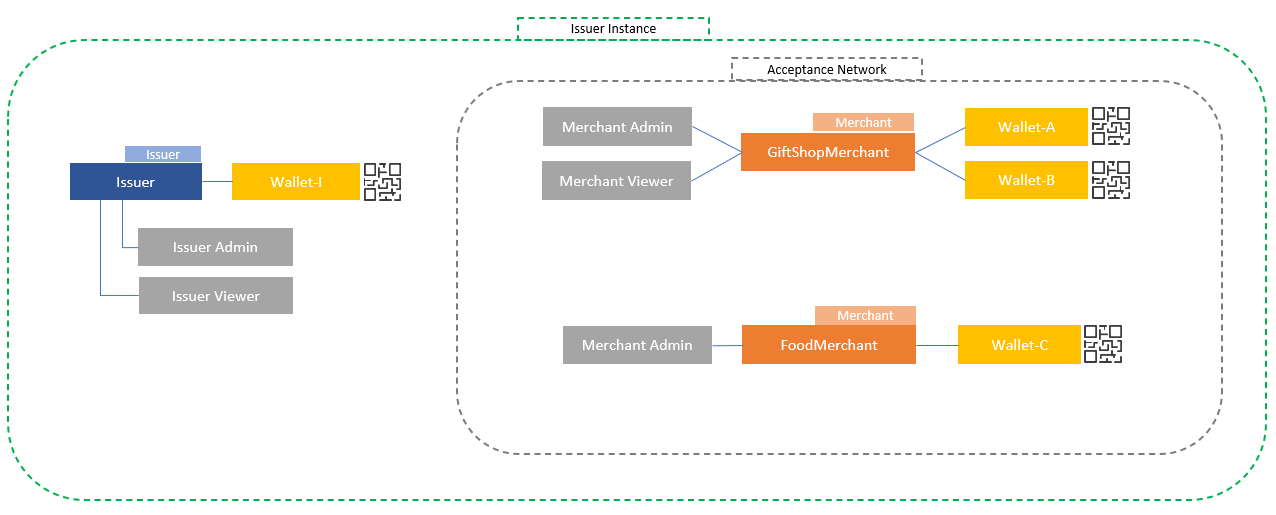 Issuer Instance
Acceptance Network
Issuer
Issuer
Wallet-I
Issuer Admin
Issuer Viewer
Merchant Admin
Merchant Viewer
Merchant
GiftShopMerchant
Wallet-A
Wallet-B
Merchant Admin
Merchant
FoodMerchant
Wallet-C